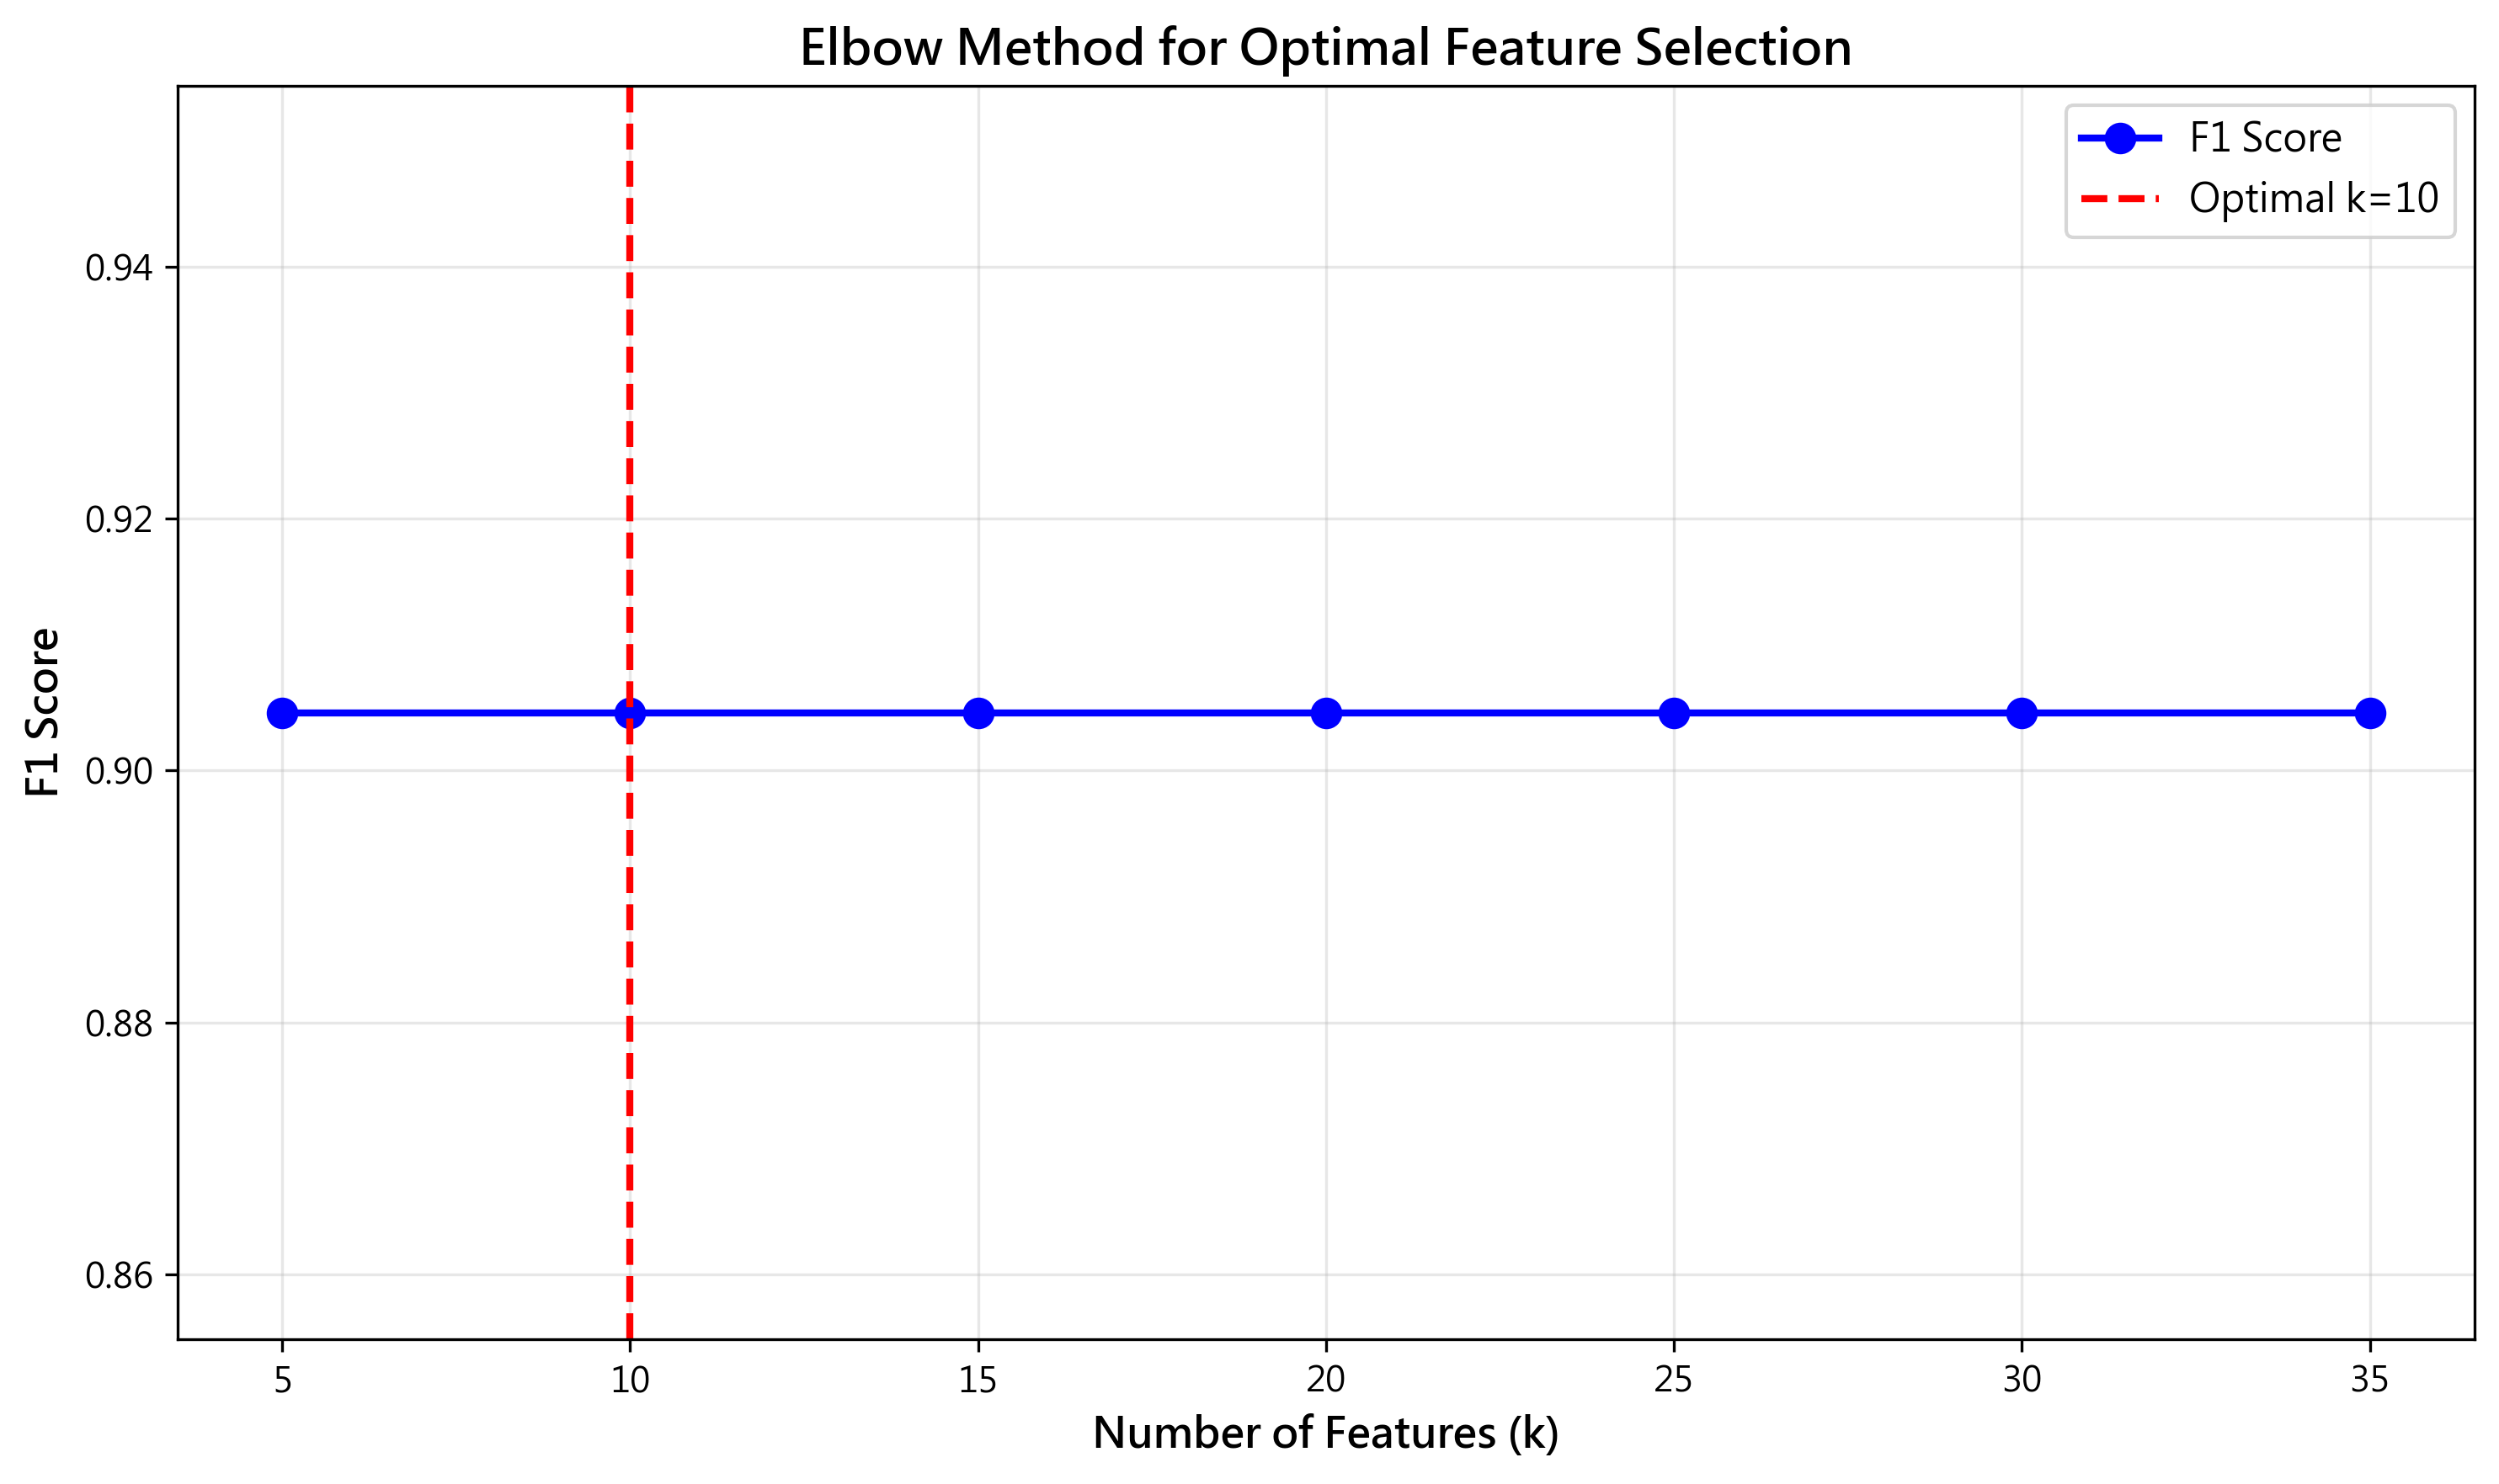 Elbow Method for Optimal Feature Selection
F1 Score
Optimal k=10
0.94
0.92
0.90
0.88
0.86
F1 Score
5 10 15 20 25 30 35
Number of Features (k)